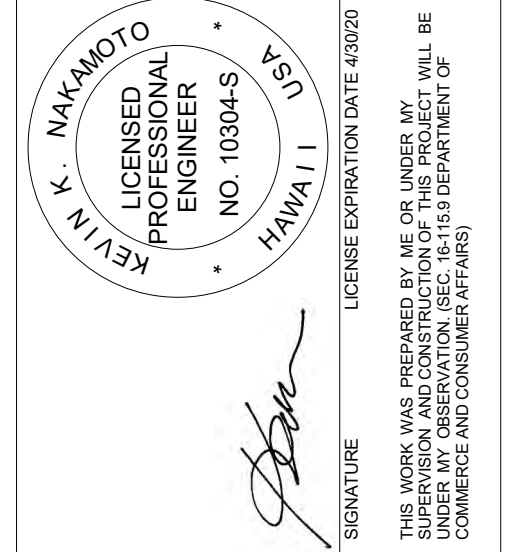 KEVIN K. NAKAMOTO
LICENSED
PROFESSIONAL
ENGINEER
NO. 10304-S
* HAWAII USA *
SIGNATURE
LICENSE EXPIRATION DATE 4/30/20
THIS WORK WAS PREPARED BY ME OR UNDER MY
SUPERVISION AND CONSTRUCTION OF THIS PROJECT WILL BE
UNDER MY OBSERVATION. (SEC. 16-115.9 DEPARTMENT OF
COMMERCE AND CONSUMER AFFAIRS)